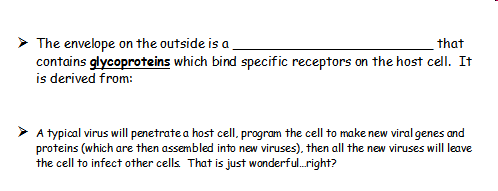 ➢ The envelope on the outside is a ______________________________ that
contains glycoproteins which bind specific receptors on the host cell. It
is derived from:
➢ A typical virus will penetrate a host cell, program the cell to make new viral genes and
proteins (which are then assembled into new viruses), then all the new viruses will leave
the cell to infect other cells. That is just wonderful...right?